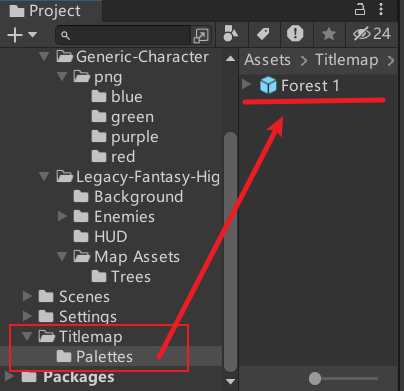 Project
24
Generic-Character
png
blue
green
purple
red
Legacy-Fantasy-Hig
Background
Enemies
HUD
Map Assets
Trees
Scenes
Settings
Titlemap
Palettes
Packages
Assets > Titlemap >
Forest 1